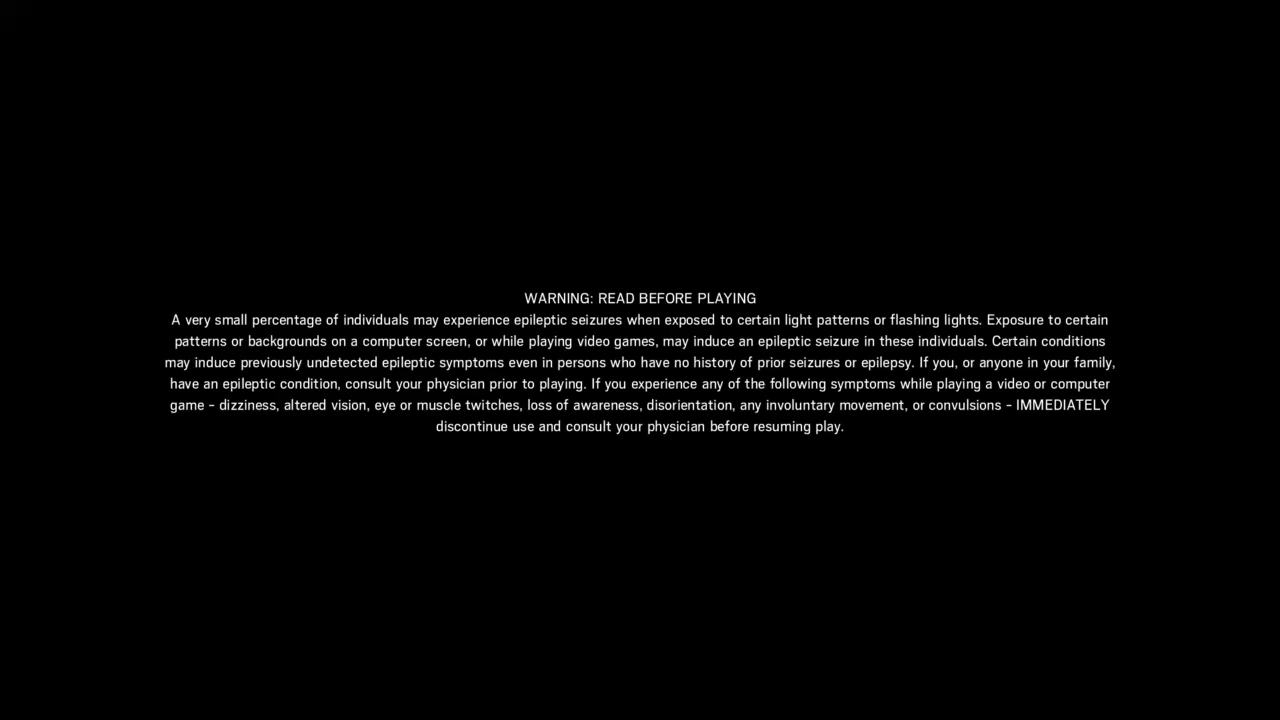 WARNING: READ BEFORE PLAYING
A very small percentage of individuals may experience epileptic seizures when exposed to certain light patterns or flashing lights. Exposure to certain
patterns or backgrounds on a computer screen, or while playing video games, may induce an epileptic seizure in these individuals. Certain conditions
may induce previously undetected epileptic symptoms even in persons who have no history of prior seizures or epilepsy. If you, or anyone in your family,
have an epileptic condition, consult your physician prior to playing. If you experience any of the following symptoms while playing a video or computer
game - dizziness, altered vision, eye or muscle twitches, loss of awareness, disorientation, any involuntary movement, or convulsions - IMMEDIATELY
discontinue use and consult your physician before resuming play.